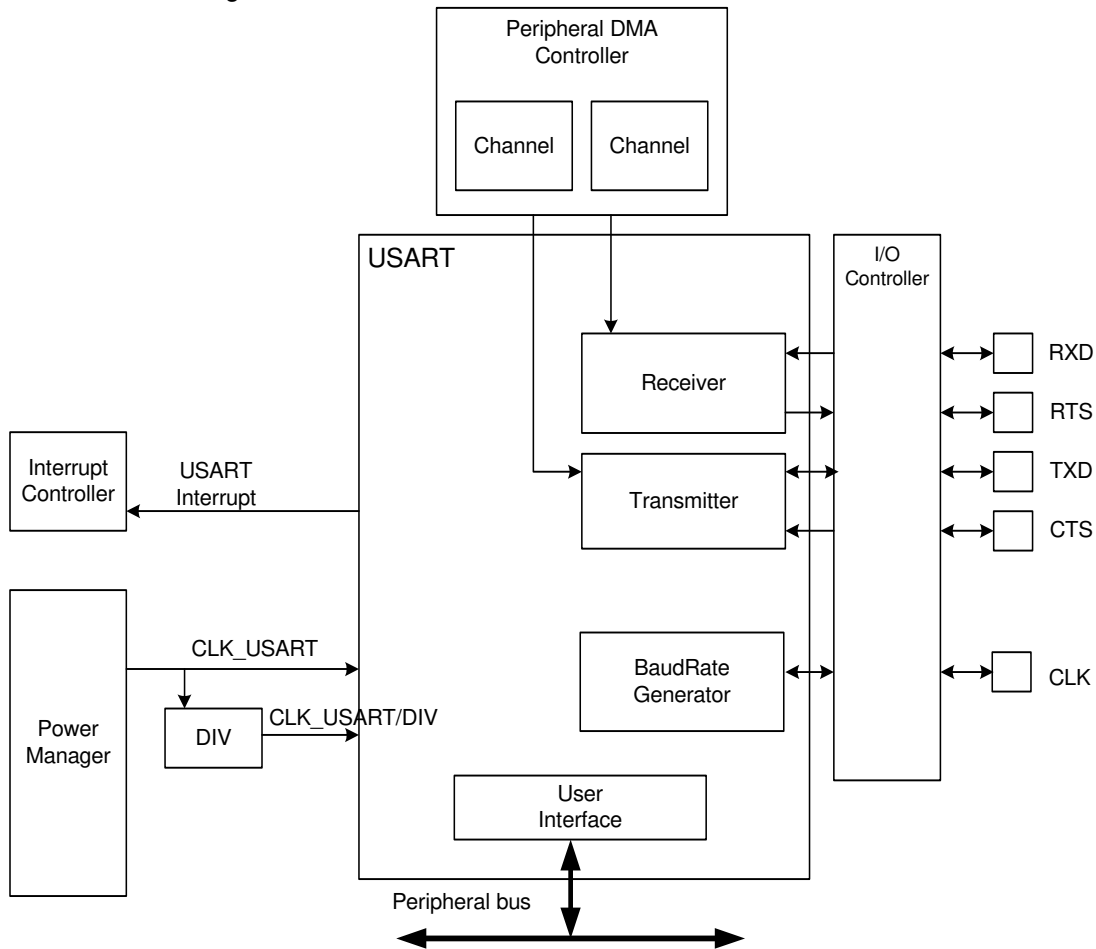 Peripheral DMA
Controller
Channel
Channel
USART
I/O
Controller
Receiver
RXD
RTS
Interrupt
Controller
USART
Interrupt
Transmitter
TXD
CTS
CLK_USART
BaudRate
Generator
CLK
Power
Manager
DIV
CLK_USART/DIV
User
Interface
Peripheral bus